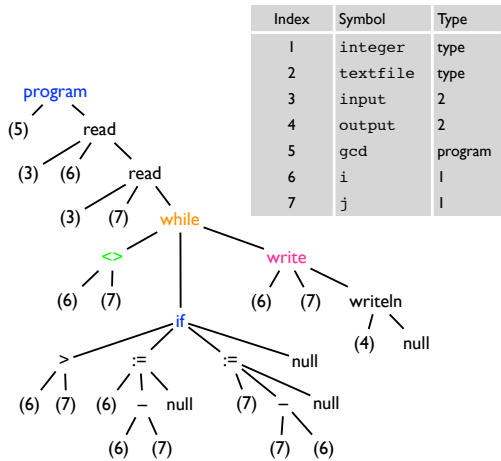 Index Symbol Type
1 integer type
2 textfile type
3 input 2
4 output 2
5 gcd program
6 i 1
7 j 1
program
(5) read
(3) (6) read
(3) (7) while
<> write
(6) (7) (6) (7) writeln
if (4) null
> := := null
(6) (7) (6) − null (7) − null
(6) (7) (7) (6)